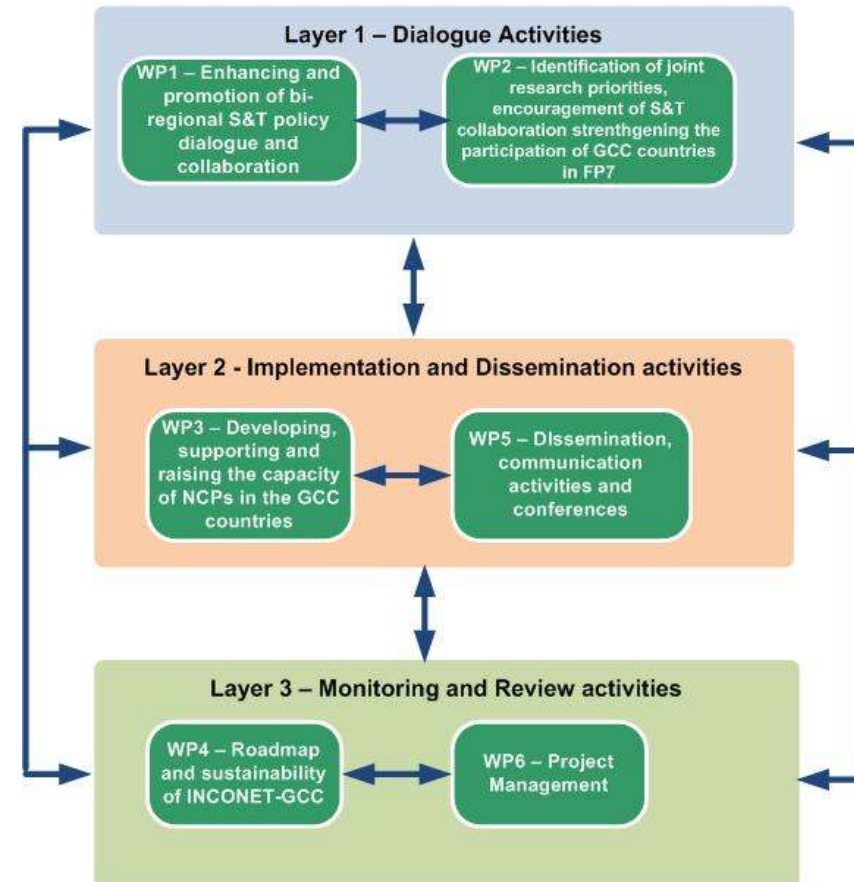 Layer 1 – Dialogue Activities
WP1 – Enhancing and
promotion of bi-
regional S&T policy
dialogue and
collaboration
WP2 – Identification of joint
research priorities,
encouragement of S&T
collaboration strenthgening the
participation of GCC countries
in FP7
Layer 2 - Implementation and Dissemination activities
WP3 – Developing,
supporting and
raising the capacity
of NCPs in the GCC
countries
WP5 – Dissemination,
communication
activities and
conferences
Layer 3 – Monitoring and Review activities
WP4 – Roadmap
and sustainability
of INCONET-GCC
WP6 – Project
Management